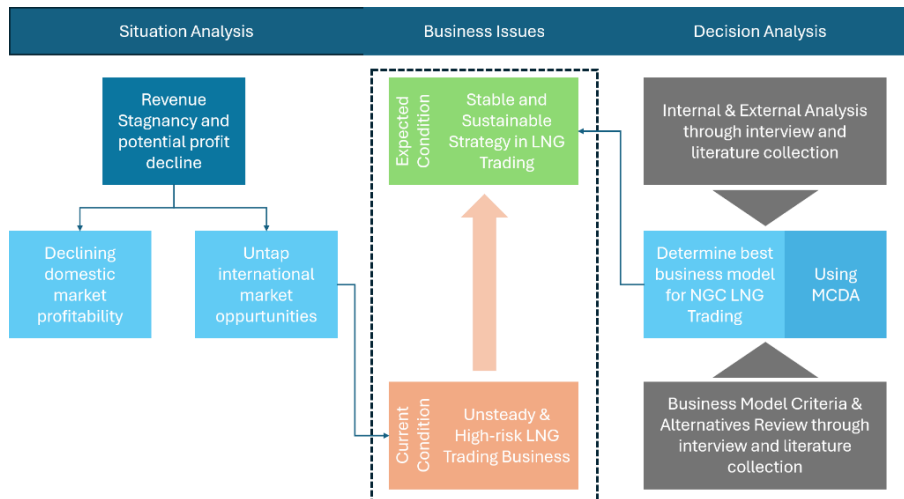 Situation Analysis
Business Issues
Decision Analysis
Revenue
Stagnancy and
potential profit
decline
Declining
domestic
market
profitability
Untap
international
market
oppurtunities
Expected
Condition
Stable and
Sustainable
Strategy in LNG
Trading
Current
Condition
Unsteady &
High-risk LNG
Trading Business
Internal & External Analysis
through interview and
literature collection
Determine best
business model
for NGC LNG
Trading
Using
MCDA
Business Model Criteria &
Alternatives Review through
interview and literature
collection